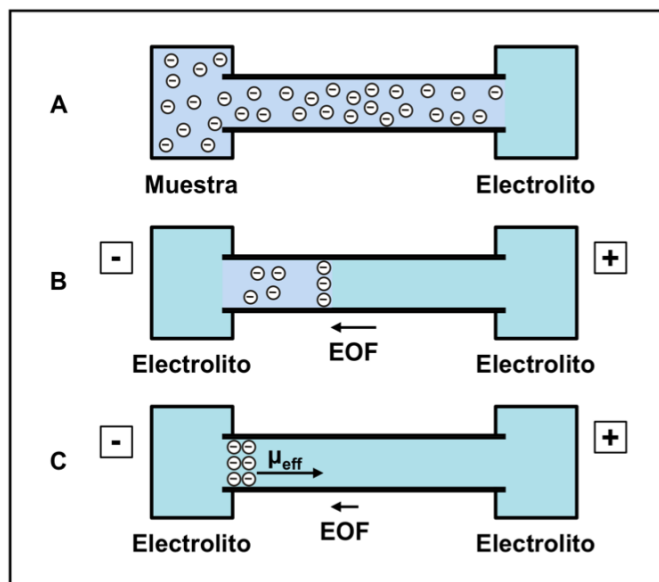 A
Muestra Electrolito
- +
B
EOF
Electrolito Electrolito
- +
C
μeff
EOF
Electrolito Electrolito